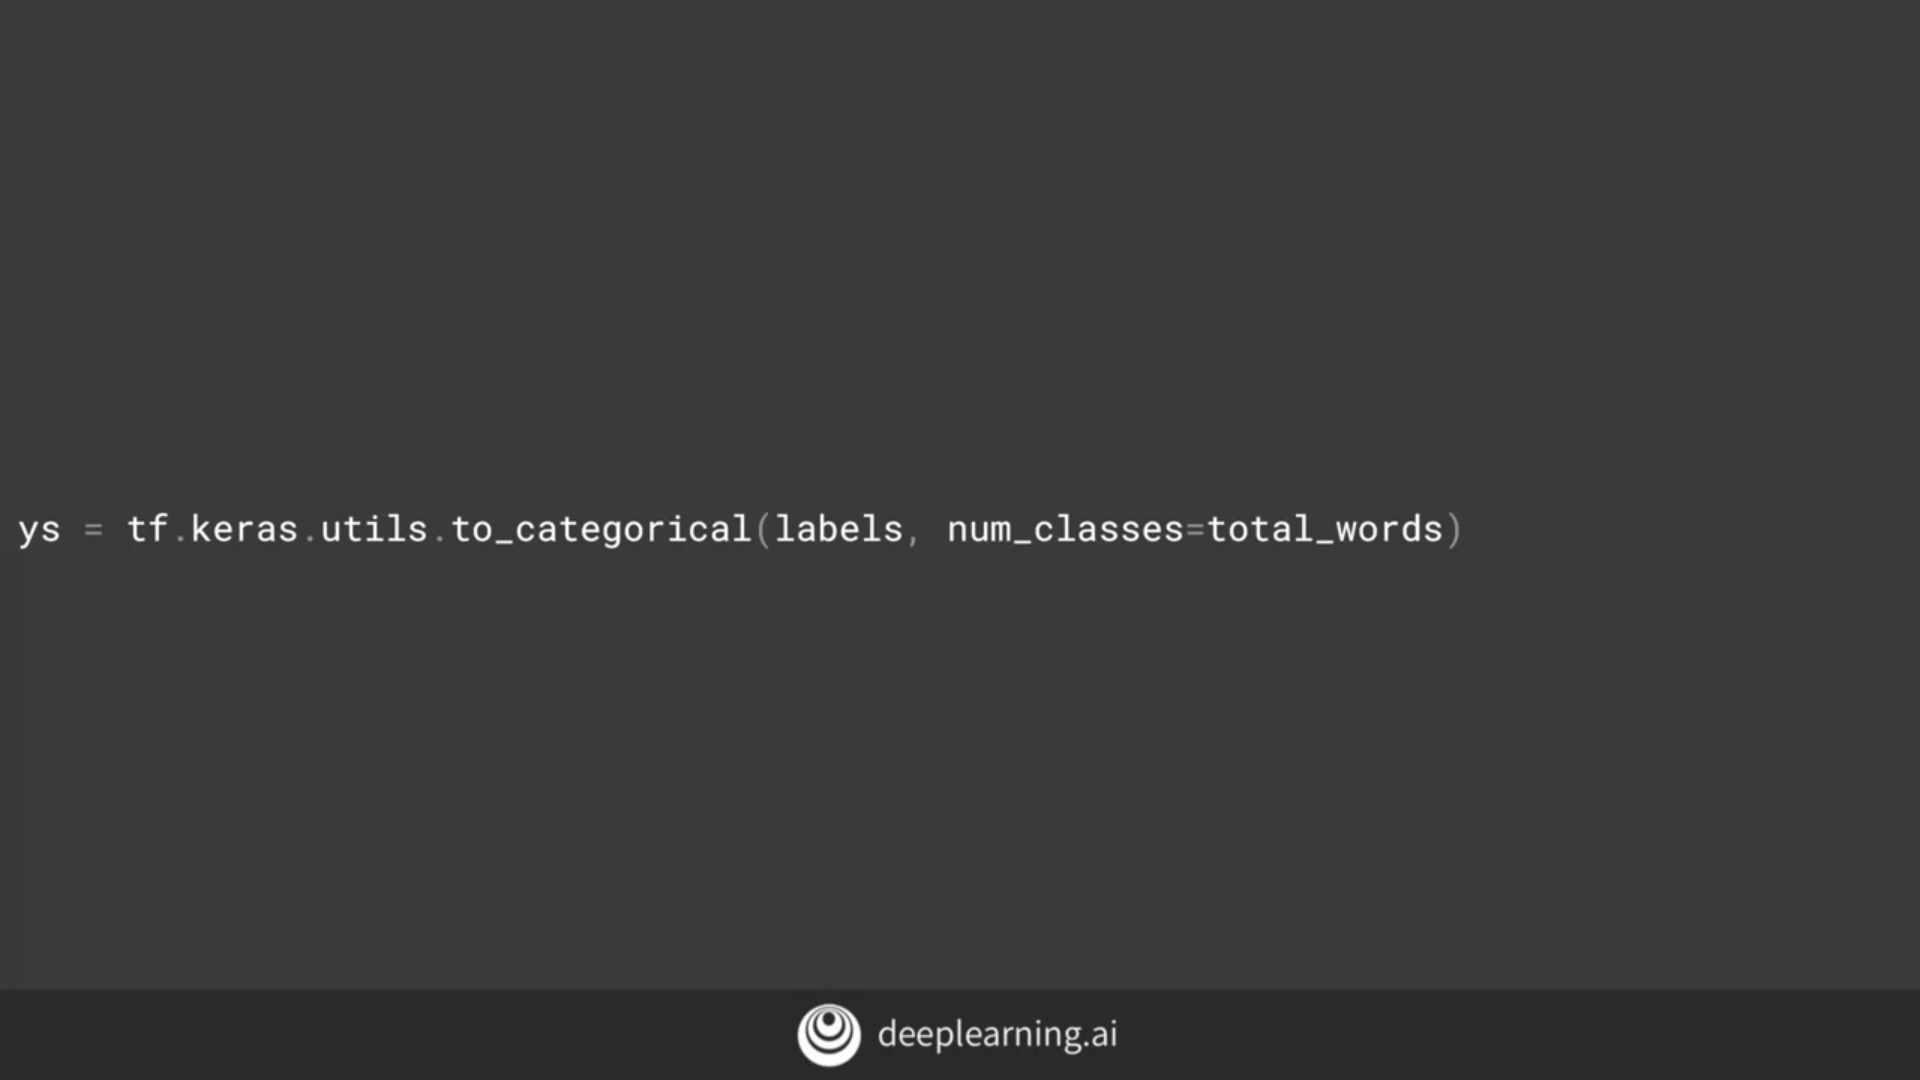 ys = tf.keras.utils.to_categorical(labels, num_classes=total_words)
deeplearning.ai